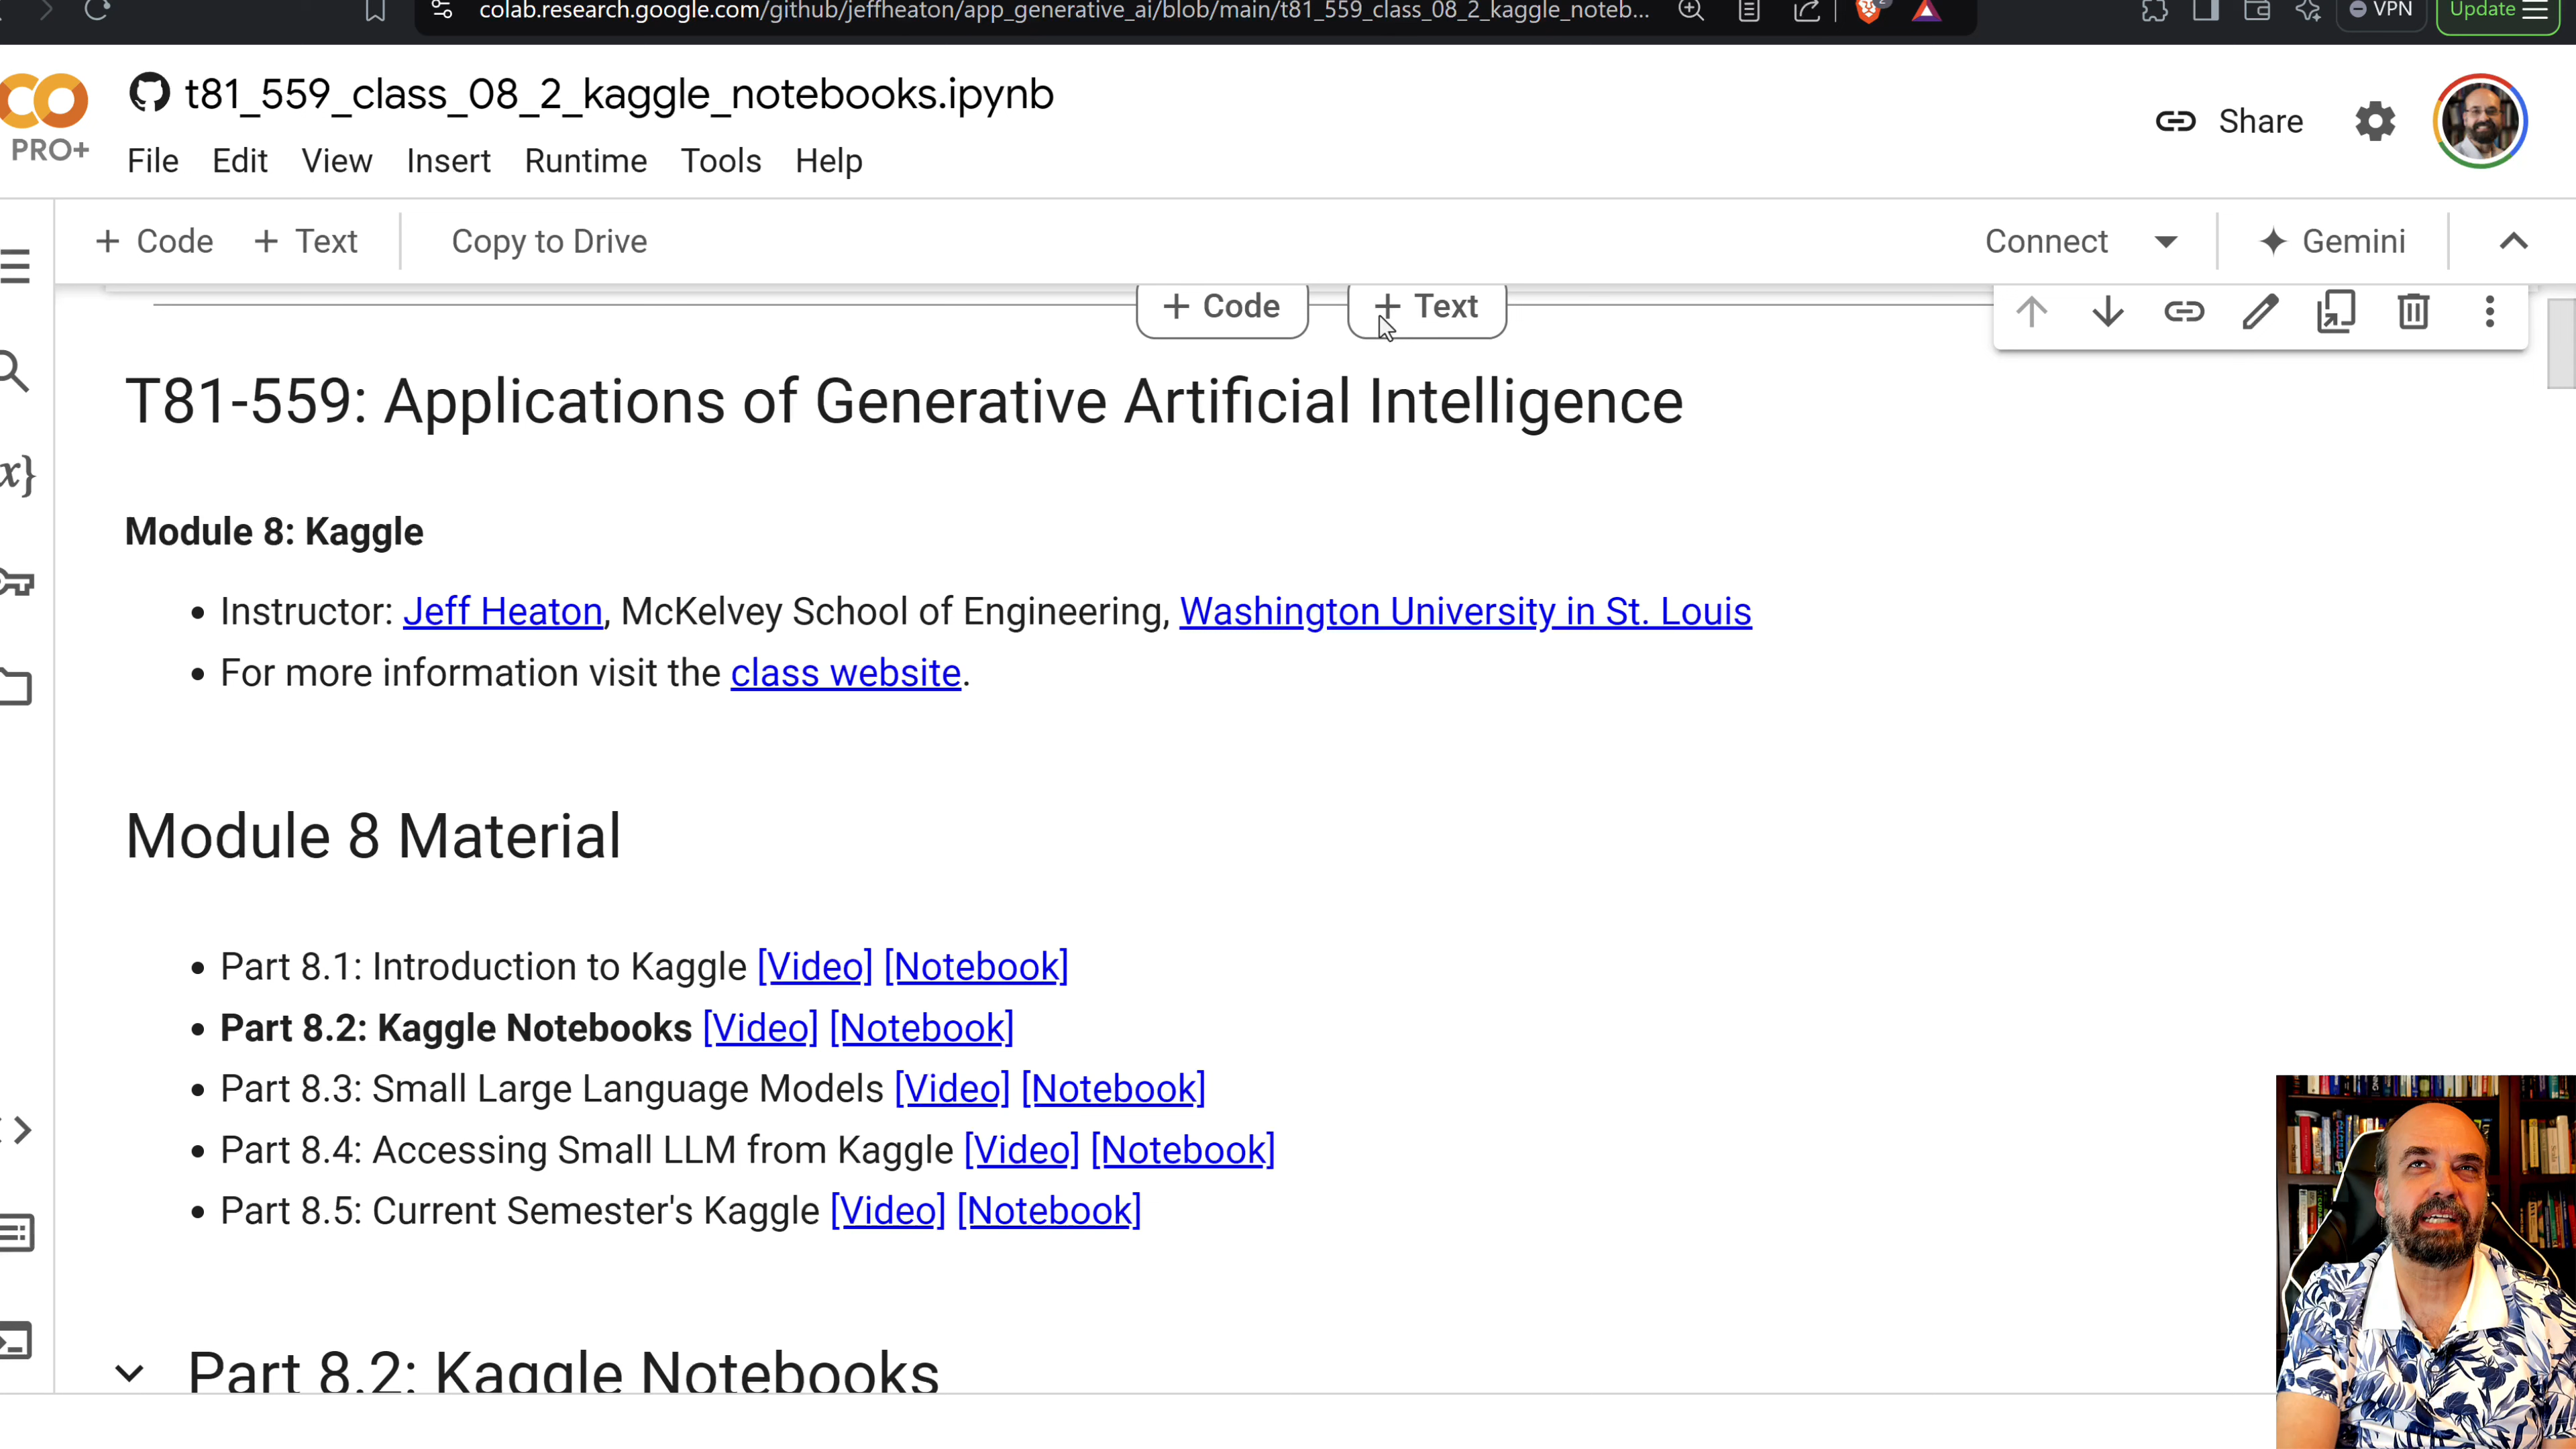 colab.research.google.com/github/jeffheaton/app_generative_ai/blob/main/t81_559_class_08_2_kaggle_noteb...
2
VPN
Update
PRO+
t81_559_class_08_2_kaggle_notebooks.ipynb
File Edit View Insert Runtime Tools Help
Share
+ Code + Text Copy to Drive
Connect
Gemini
+ Code + Text
{x}
T81-559: Applications of Generative Artificial Intelligence
Module 8: Kaggle
• Instructor: Jeff Heaton, McKelvey School of Engineering, Washington University in St. Louis
• For more information visit the class website.
Module 8 Material
• Part 8.1: Introduction to Kaggle [Video] [Notebook]
• Part 8.2: Kaggle Notebooks [Video] [Notebook]
• Part 8.3: Small Large Language Models [Video] [Notebook]
• Part 8.4: Accessing Small LLM from Kaggle [Video] [Notebook]
• Part 8.5: Current Semester's Kaggle [Video] [Notebook]
Part 8.2: Kaggle Notebooks